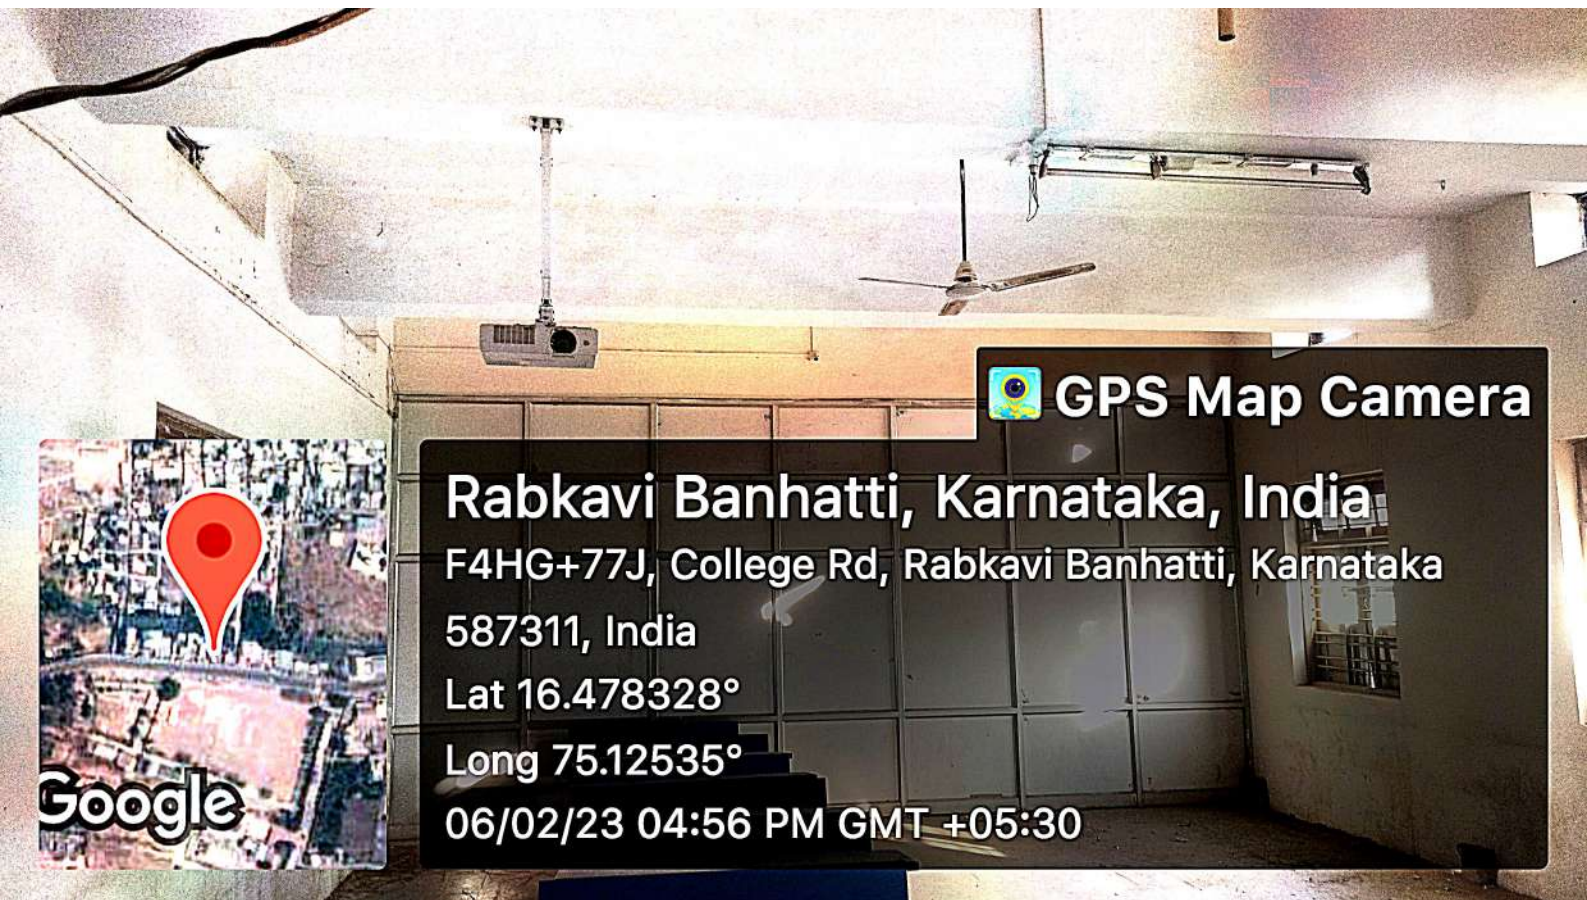 GPS Map Camera
Rabkavi Banhatti, Karnataka, India
F4HG+77J, College Rd, Rabkavi Banhatti, Karnataka
587311, India
Lat 16.478328°
Long 75.12535°
06/02/23 04:56 PM GMT +05:30
Google